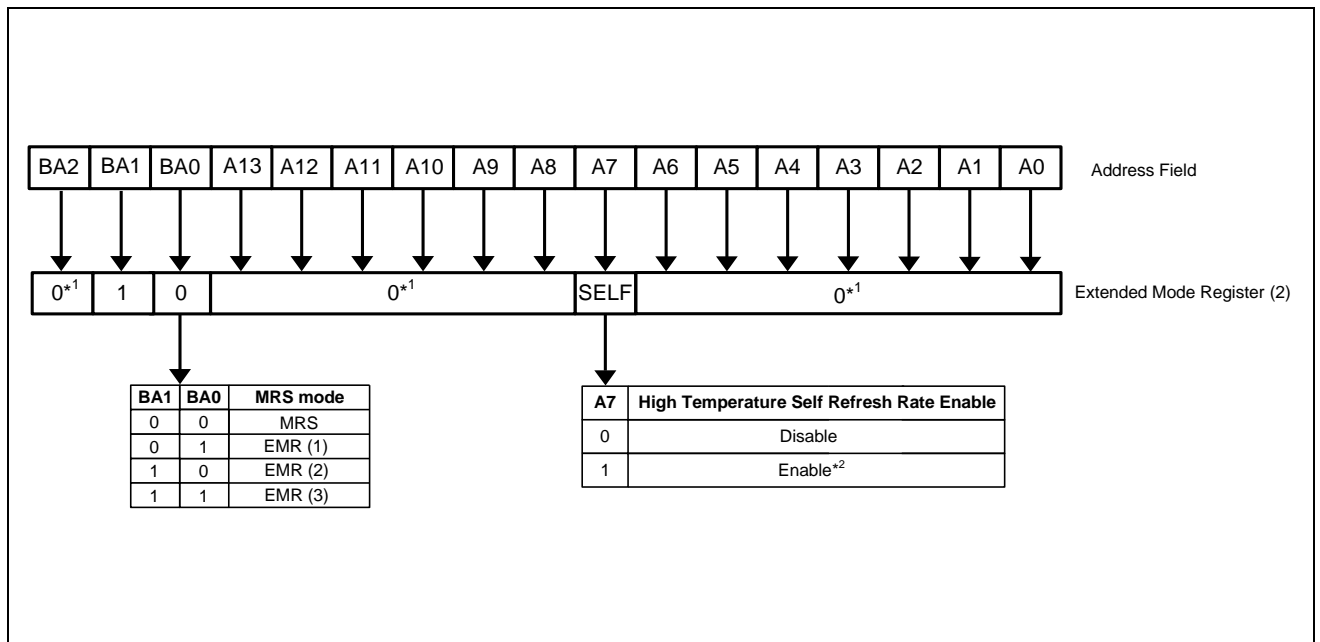 BA2 BA1 BA0 A13 A12 A11 A10 A9 A8 A7 A6 A5 A4 A3 A2 A1 A0 Address Field
0*1 1 0 0*1 SELF 0*1 Extended Mode Register (2)
BA1 BA0 MRS mode
0 0 MRS
0 1 EMR (1)
1 0 EMR (2)
1 1 EMR (3)
A7 High Temperature Self Refresh Rate Enable
0 Disable
1 Enable*2